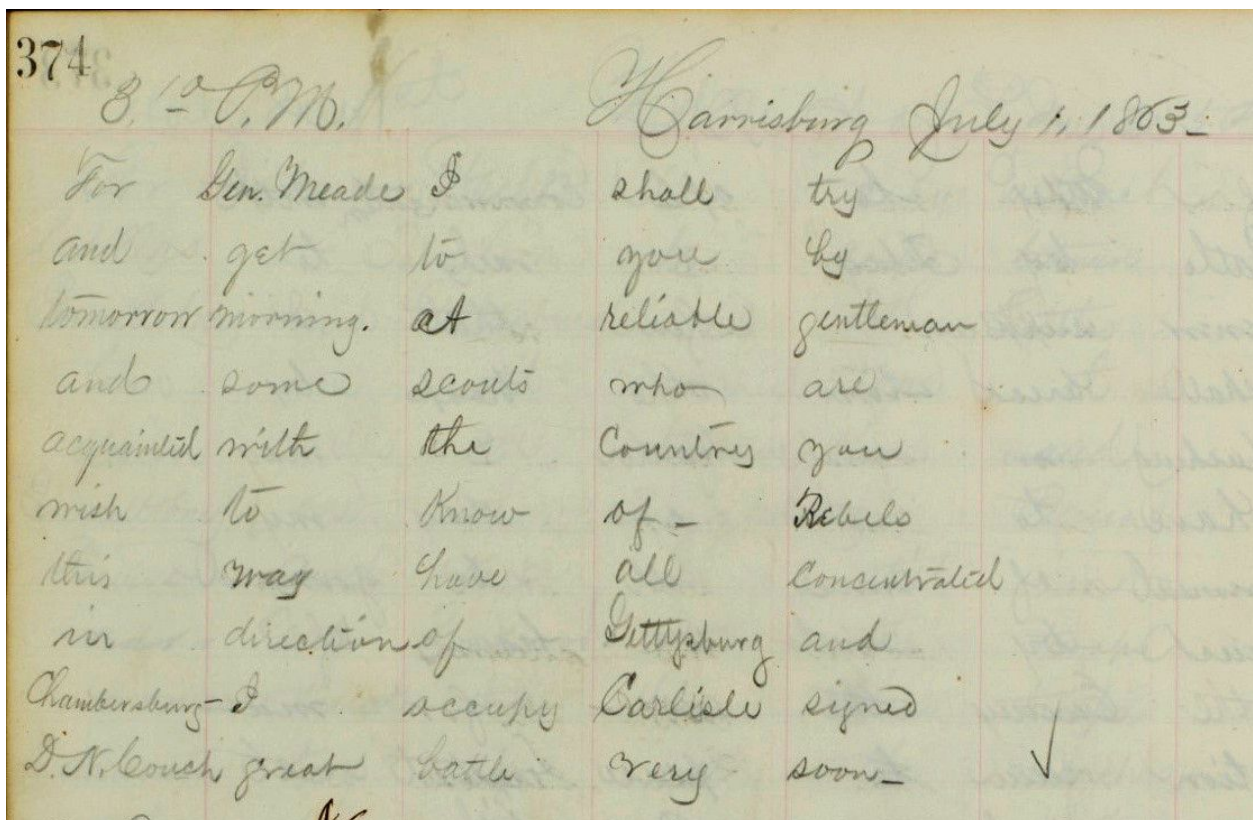 374
8.10 P.M. Harrisburg July 1, 1863-
For Gen. Meade I shall try
and get to you by
tomorrow morning. at reliable gentleman
and some scouts who are
acquainted with the Country you
wish to Know of - Rebels
this way have all Concentrated
in direction of Gettysburg and
Chambersburg - I occupy Carlisle signed
D. N. Couch great battle very soon -